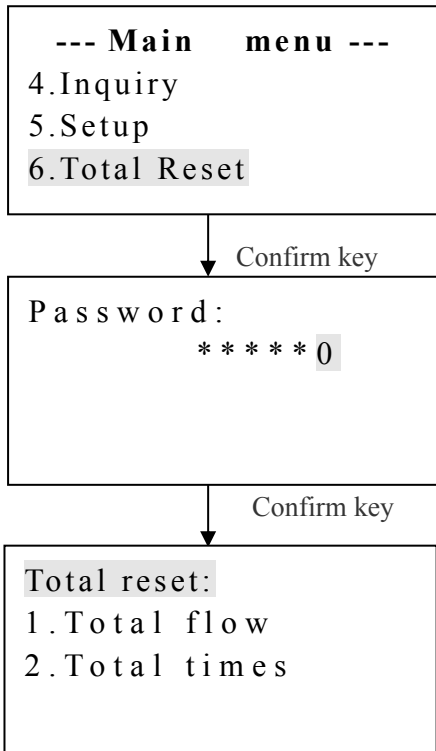 --- Main menu ---
4.Inquiry
5.Setup
6.Total Reset
Confirm key
Password:
*****0
Confirm key
Total reset:
1.Total flow
2.Total times